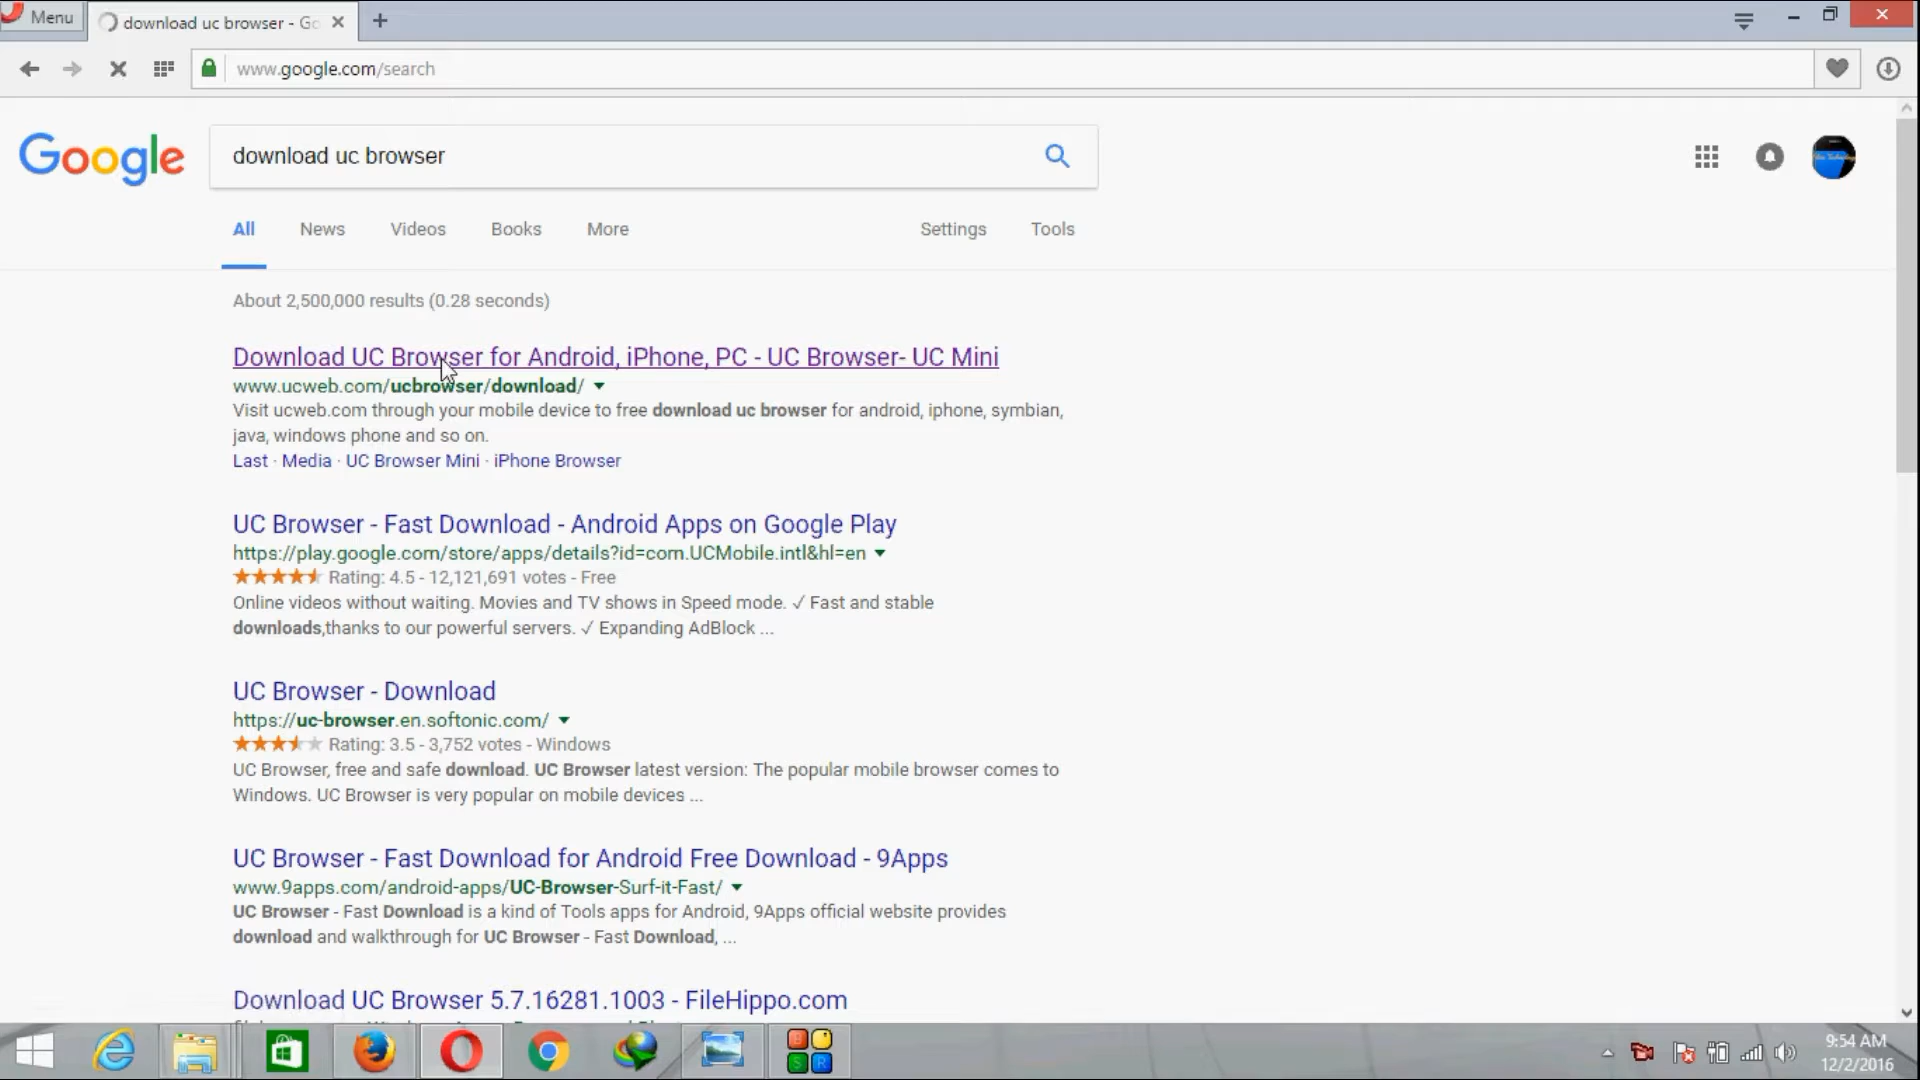 Menu
download uc browser - Go
www.google.com/search
Google
download uc browser
All News Videos Books More Settings Tools
About 2,500,000 results (0.28 seconds)
Download UC Browser for Android, iPhone, PC - UC Browser- UC Mini
www.ucweb.com/ucbrowser/download/
Visit ucweb.com through your mobile device to free download uc browser for android, iphone, symbian,
java, windows phone and so on.
Last · Media · UC Browser Mini · iPhone Browser
UC Browser - Fast Download - Android Apps on Google Play
https://play.google.com/store/apps/details?id=com.UCMobile.intl&hl=en
Rating: 4.5 - 12,121,691 votes - Free
Online videos without waiting. Movies and TV shows in Speed mode. ✓ Fast and stable
downloads,thanks to our powerful servers. ✓ Expanding AdBlock ...
UC Browser - Download
https://uc-browser.en.softonic.com/
Rating: 3.5 - 3,752 votes - Windows
UC Browser, free and safe download. UC Browser latest version: The popular mobile browser comes to
Windows. UC Browser is very popular on mobile devices ...
UC Browser - Fast Download for Android Free Download - 9Apps
www.9apps.com/android-apps/UC-Browser-Surf-it-Fast/
UC Browser - Fast Download is a kind of Tools apps for Android, 9Apps official website provides
download and walkthrough for UC Browser - Fast Download, ...
Download UC Browser 5.7.16281.1003 - FileHippo.com
9:54 AM
12/2/2016